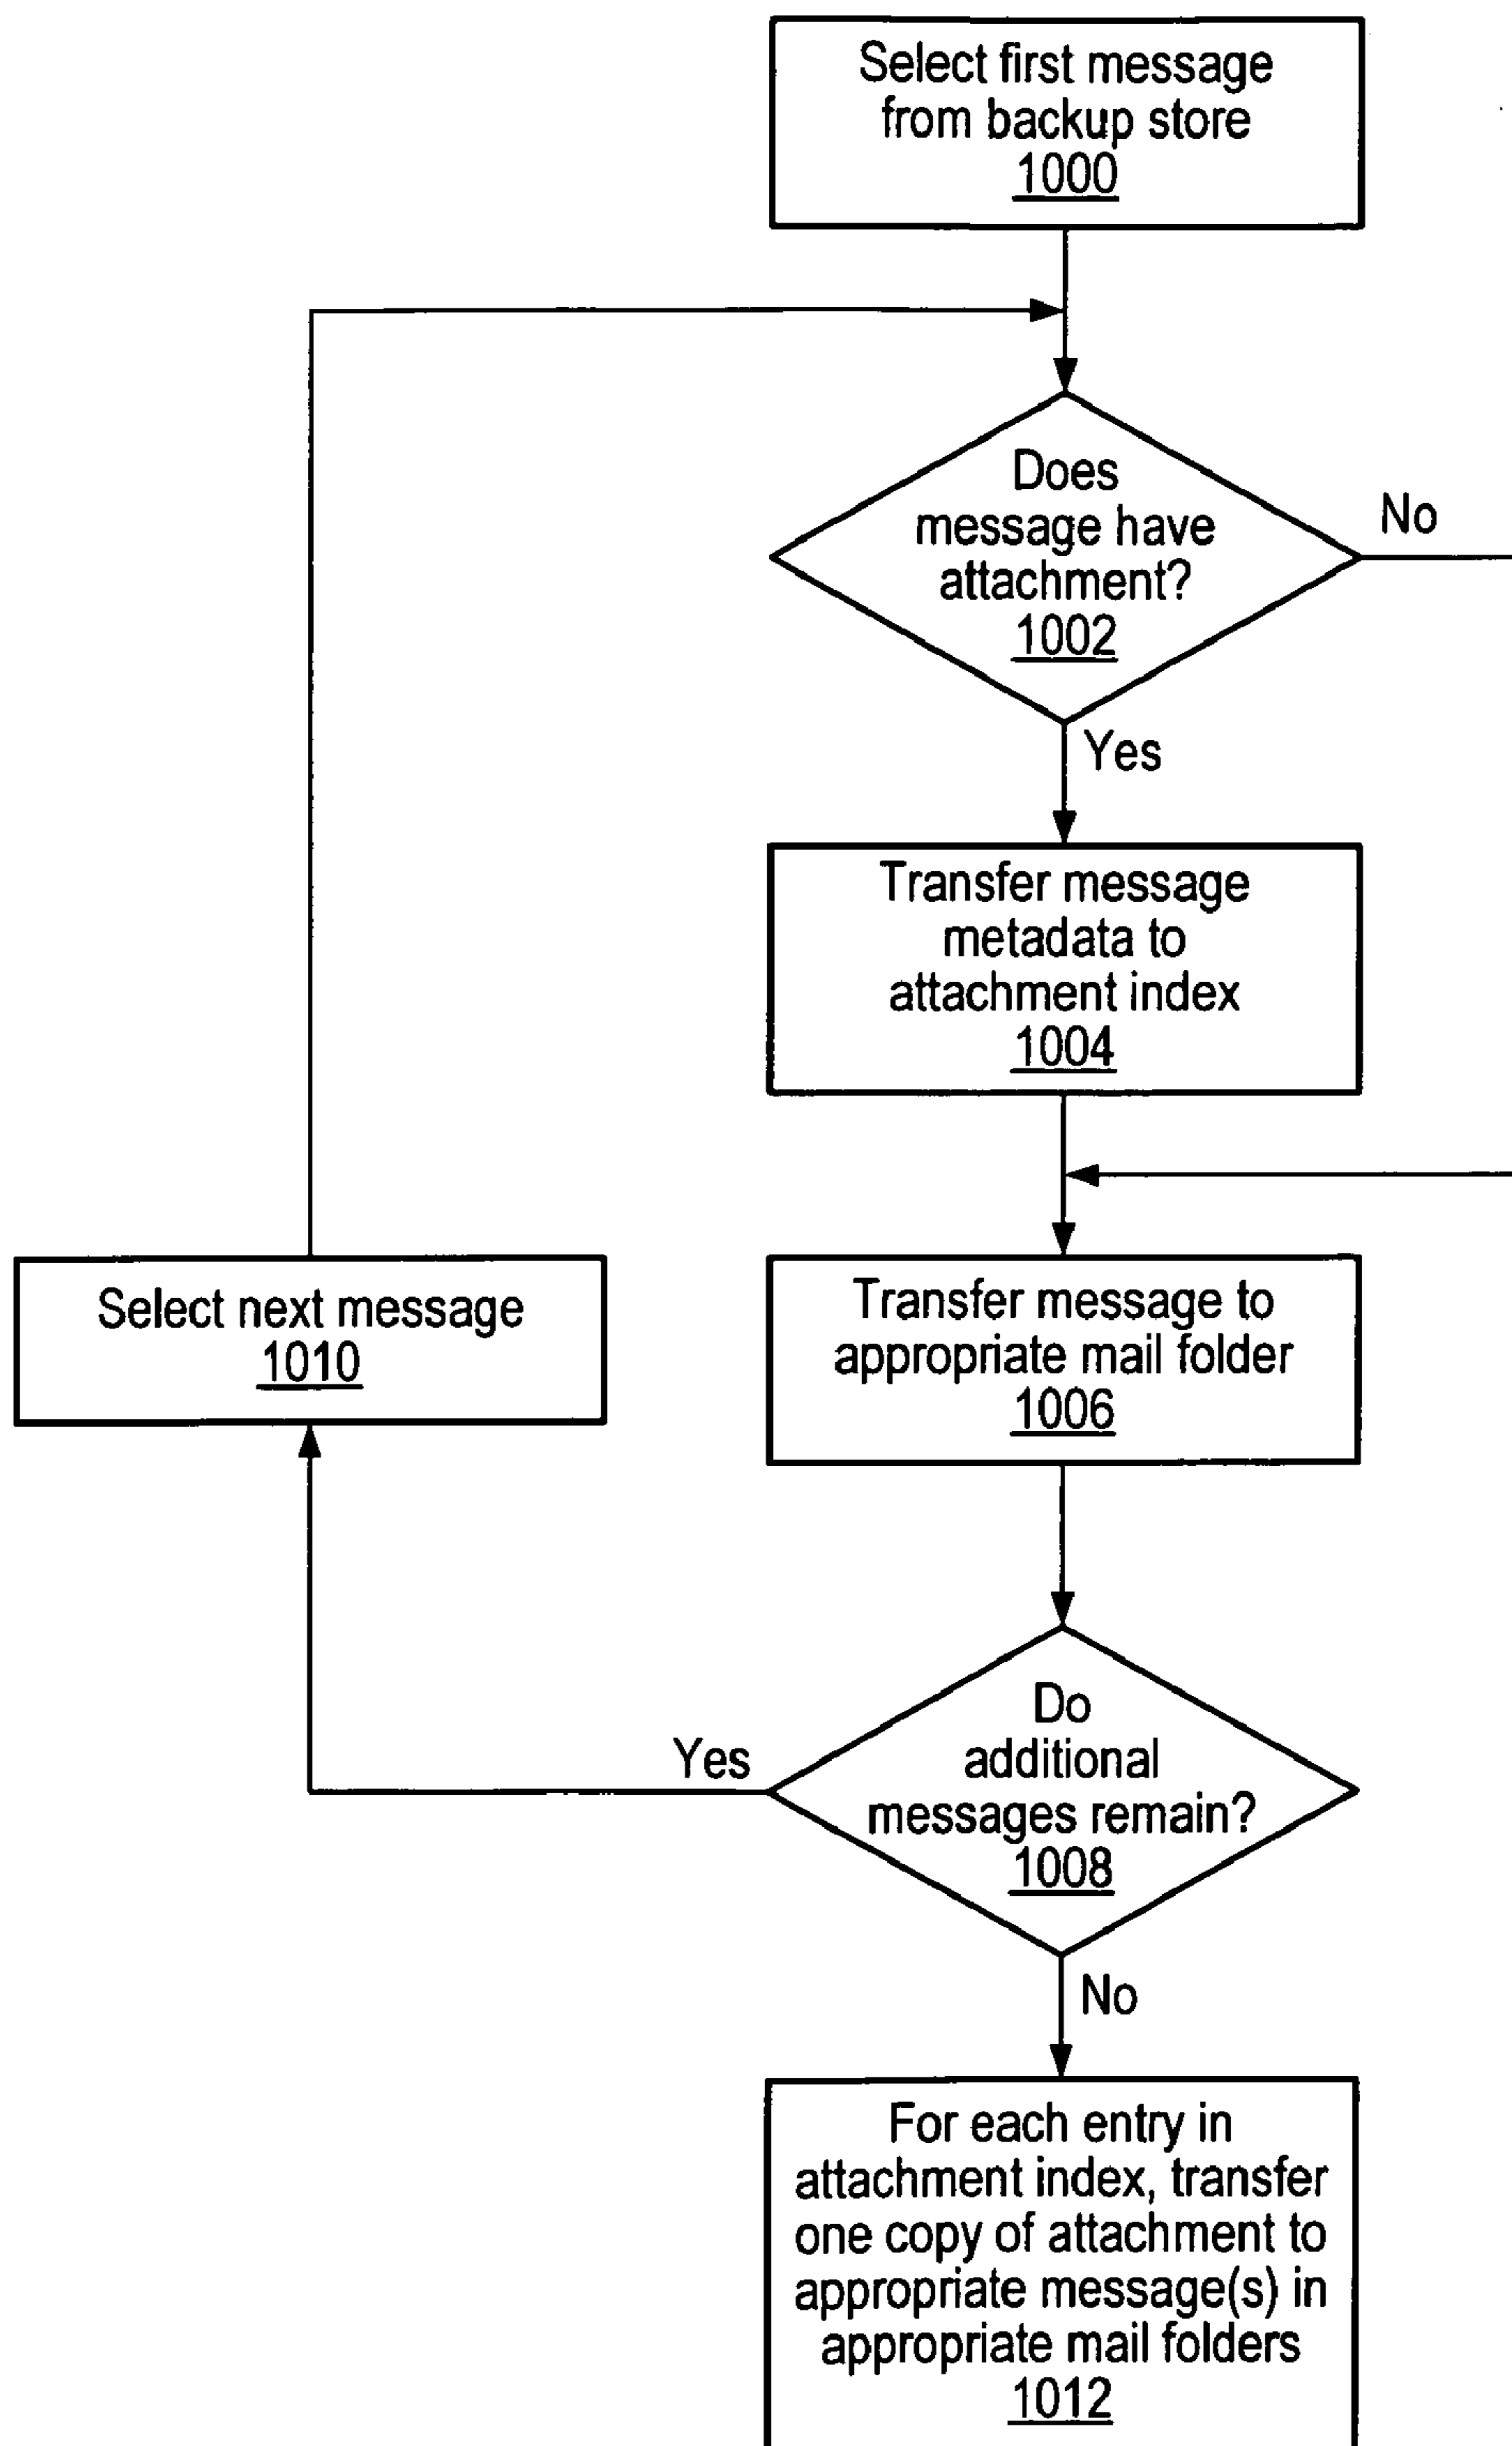 Select first message
from backup store
1000
Does
message have
attachment?
1002
No
Yes
Transfer message
metadata to
attachment index
1004
Select next message
1010
Transfer message to
appropriate mail folder
1006
Do
additional
messages remain?
1008
Yes
No
For each entry in
attachment index, transfer
one copy of attachment to
appropriate message(s) in
appropriate mail folders
1012